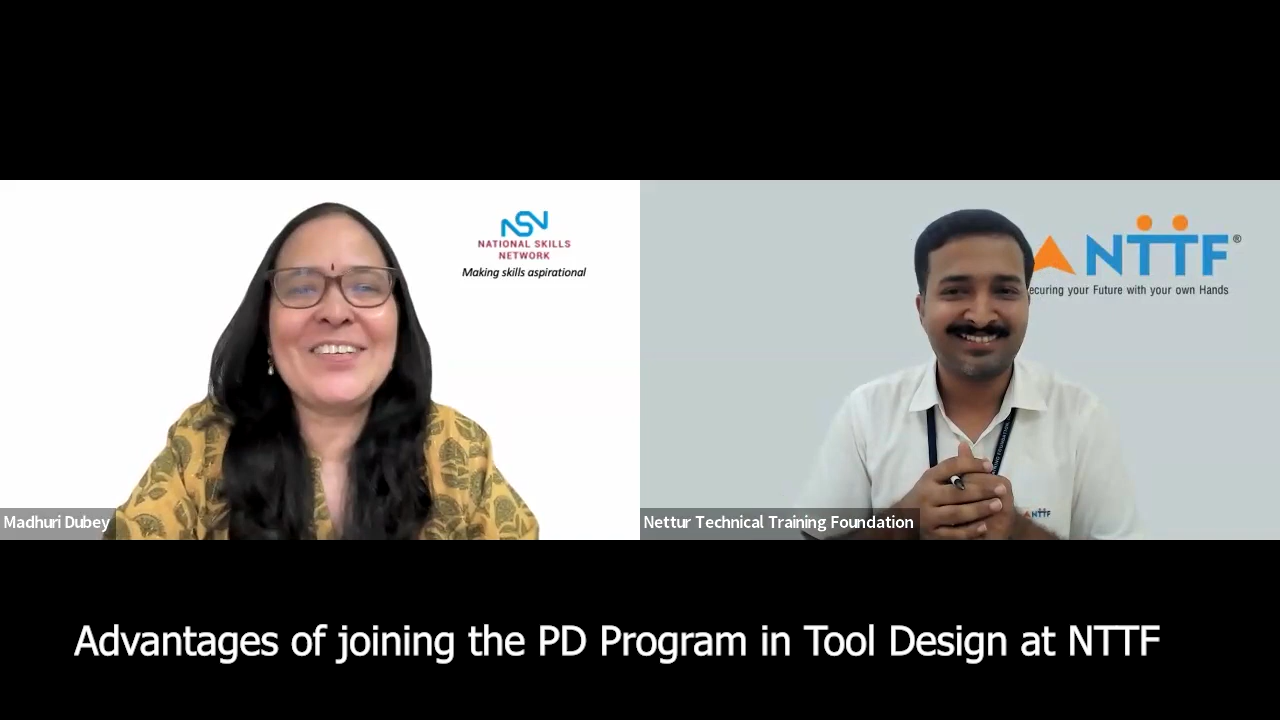 NATIONAL SKILLS
NETWORK
Making skills aspirational
NTTF®
ecuring your Future with your own Hands
Madhuri Dubey
Nettur Technical Training Foundation
NTTF
Advantages of joining the PD Program in Tool Design at NTTF